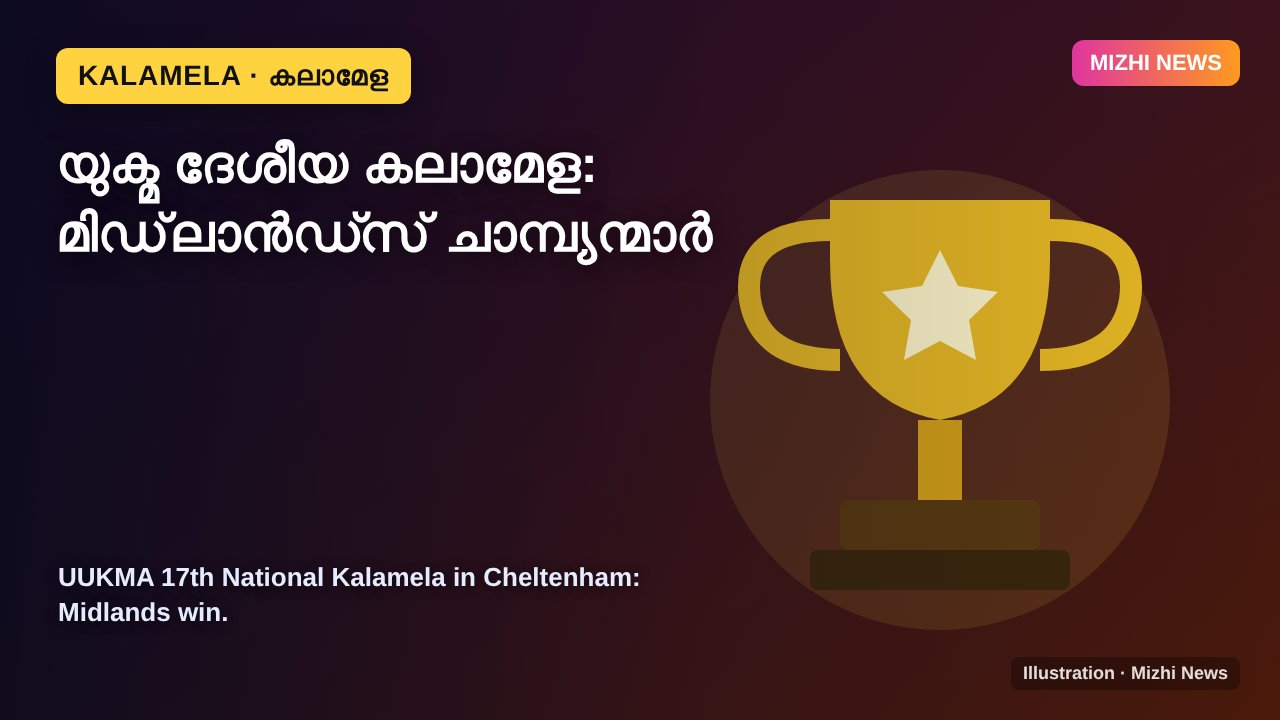 KALAMELA · കലാമേള
MIZHI NEWS
യുക്മ ദേശീയ കലാമേള:
മിഡ്‌ലാൻഡ്സ് ചാമ്പ്യന്മാർ
UUKMA 17th National Kalamela in Cheltenham:
Midlands win.
Illustration · Mizhi News